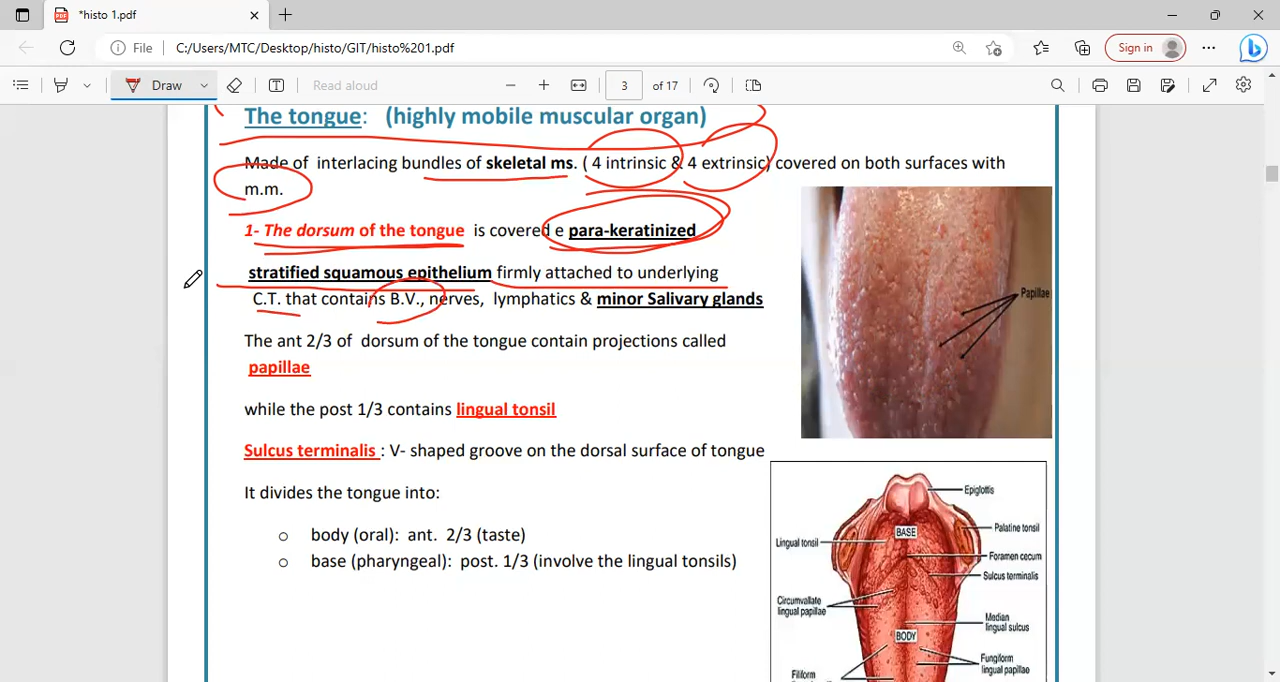 *histo 1.pdf
File
C:/Users/MTC/Desktop/histo/GIT/histo%201.pdf
Sign in
Draw
Read aloud
3
of 17
The tongue: (highly mobile muscular organ)
Made of interlacing bundles of skeletal ms. ( 4 intrinsic & 4 extrinsic) covered on both surfaces with
m.m.
1- The dorsum of the tongue is covered e para-keratinized
stratified squamous epithelium firmly attached to underlying
C.T. that contains B.V., nerves, lymphatics & minor Salivary glands
The ant 2/3 of dorsum of the tongue contain projections called
papillae
while the post 1/3 contains lingual tonsil
Sulcus terminalis : V- shaped groove on the dorsal surface of tongue
It divides the tongue into:
body (oral): ant. 2/3 (taste)
base (pharyngeal): post. 1/3 (involve the lingual tonsils)
Papillae
Epiglottis
Palatine tonsil
BASE
Lingual tonsil
Foramen cecum
Sulcus terminalis
Circumvallate
lingual papillae
Median
lingual sulcus
BODY
Fungiform
lingual papillae
Filiform